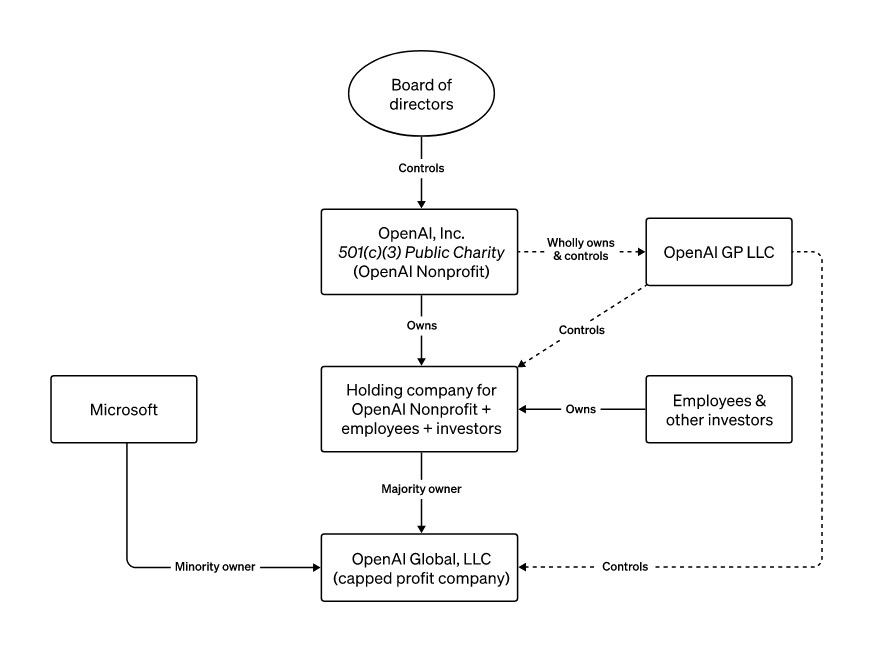 Board of
directors
Controls
OpenAI, Inc.
501(c)(3) Public Charity
(OpenAI Nonprofit)
Wholly owns
& controls
OpenAI GP LLC
Owns
Controls
Microsoft
Holding company for
OpenAI Nonprofit +
employees + investors
Owns
Employees &
other investors
Majority owner
Minority owner
OpenAI Global, LLC
(capped profit company)
Controls